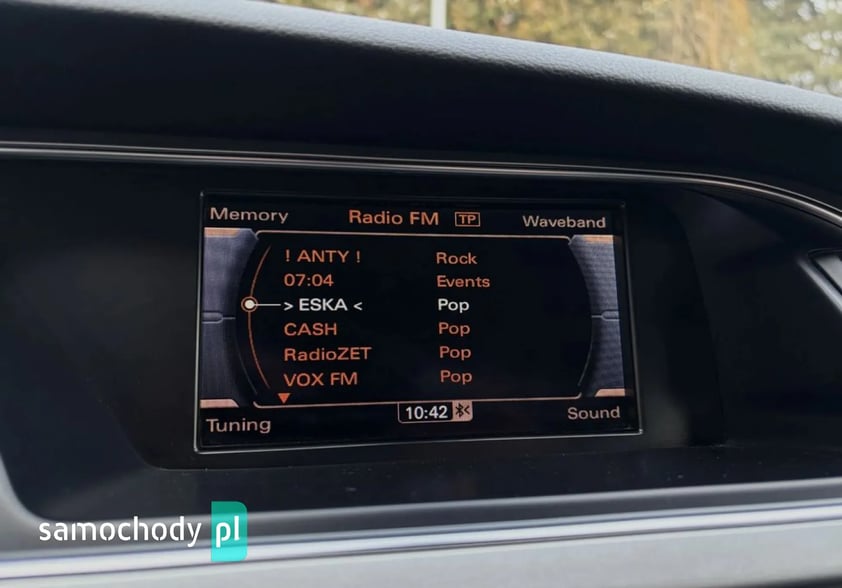 Memory Radio FM TP Waveband
! ANTY ! Rock
07:04 Events
> ESKA < Pop
CASH Pop
RadioZET Pop
VOX FM Pop
Tuning 10:42 Sound
samochody pl